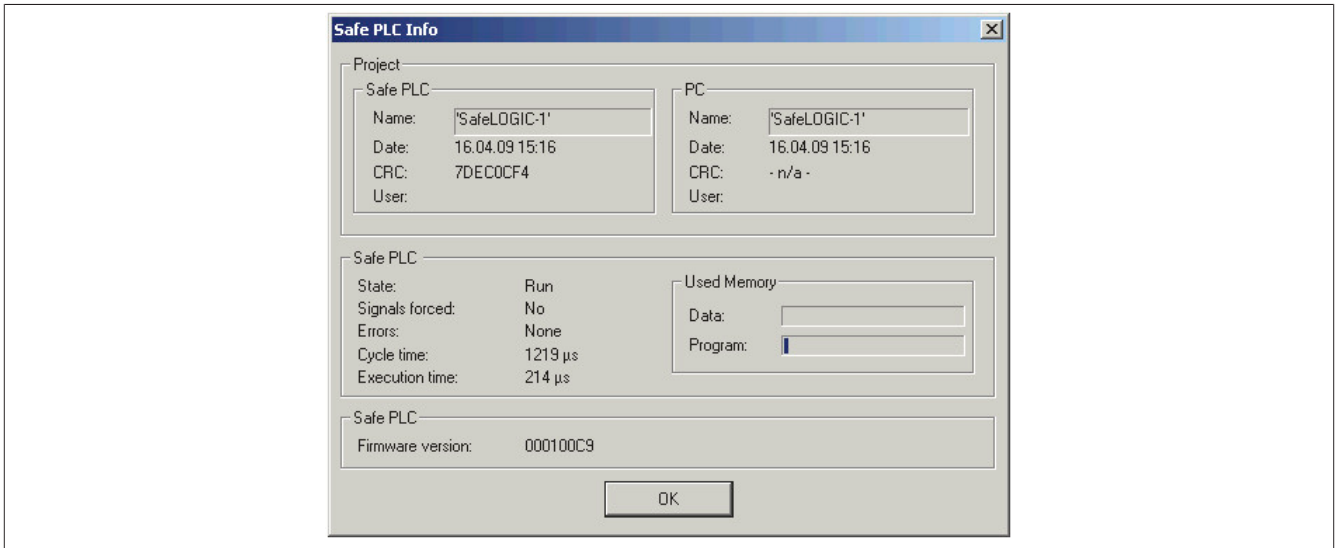 Safe PLC Info
Project
Safe PLC
Name: 'SafeLOGIC-1'
Date: 16.04.09 15:16
CRC: 7DEC0CF4
User:
PC
Name: 'SafeLOGIC-1'
Date: 16.04.09 15:16
CRC: - n/a -
User:
Safe PLC
State: Run
Signals forced: No
Errors: None
Cycle time: 1219 µs
Execution time: 214 µs
Used Memory
Data:
Program:
Safe PLC
Firmware version: 000100C9
OK